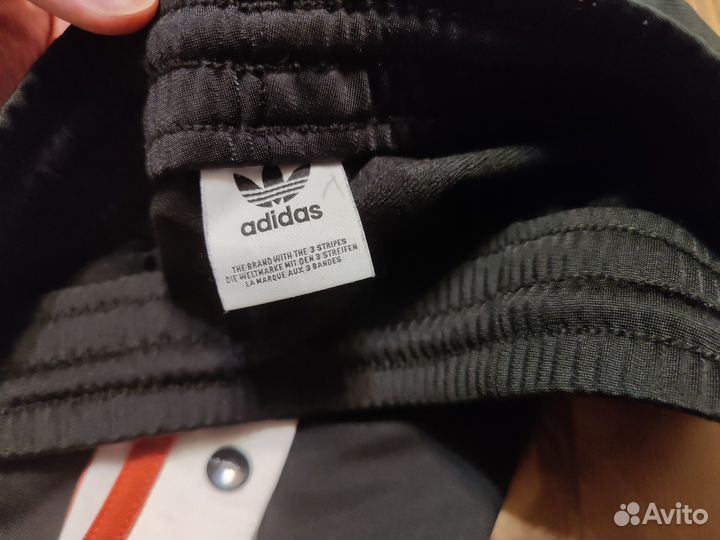 adidas
THE BRAND WITH THE 3 STRIPES
DIE WELTMARKE MIT DEN 3 STREIFEN
LA MARQUE AUX 3 BANDES
Avito